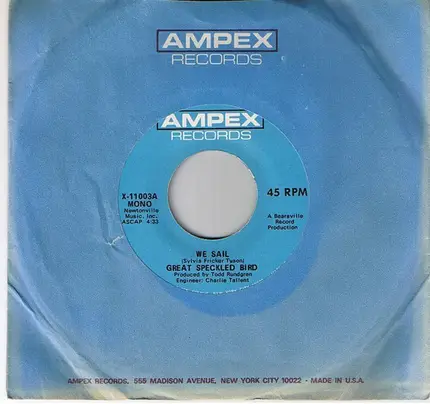 AMPEX
RECORDS
AMPEX
RECORDS
X-11003A
MONO
Newtonville
Music, Inc.
ASCAP 4:33
45 RPM
A Bearsville
Record
Production
WE SAIL
(Sylvia Fricker Tyson)
GREAT SPECKLED BIRD
Produced by Todd Rundgren
Engineer: Charlie Tallent
AMPEX RECORDS, 555 MADISON AVENUE, NEW YORK CITY 10022 - MADE IN U.S.A.